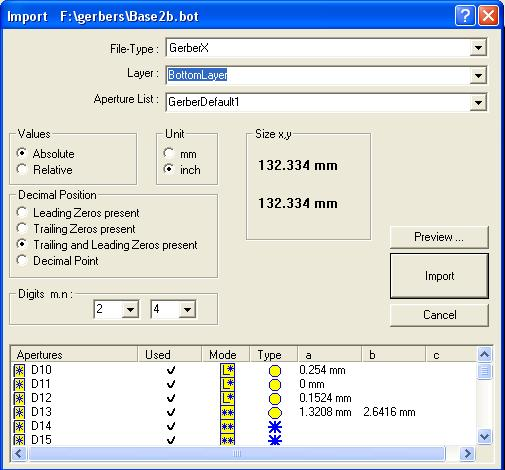 Import F:\gerbers\Base2b.bot
File-Type : GerberX
Layer : BottomLayer
Aperture List : GerberDefault1
Values
Absolute
Relative
Unit
mm
inch
Size x,y
132.334 mm
132.334 mm
Decimal Position
Leading Zeros present
Trailing Zeros present
Trailing and Leading Zeros present
Decimal Point
Digits m.n :
2 4
Preview ...
Import
Cancel
Apertures Used Mode Type a b c
D10 0.254 mm
D11 0 mm
D12 0.1524 mm
D13 1.3208 mm 2.6416 mm
D14
D15